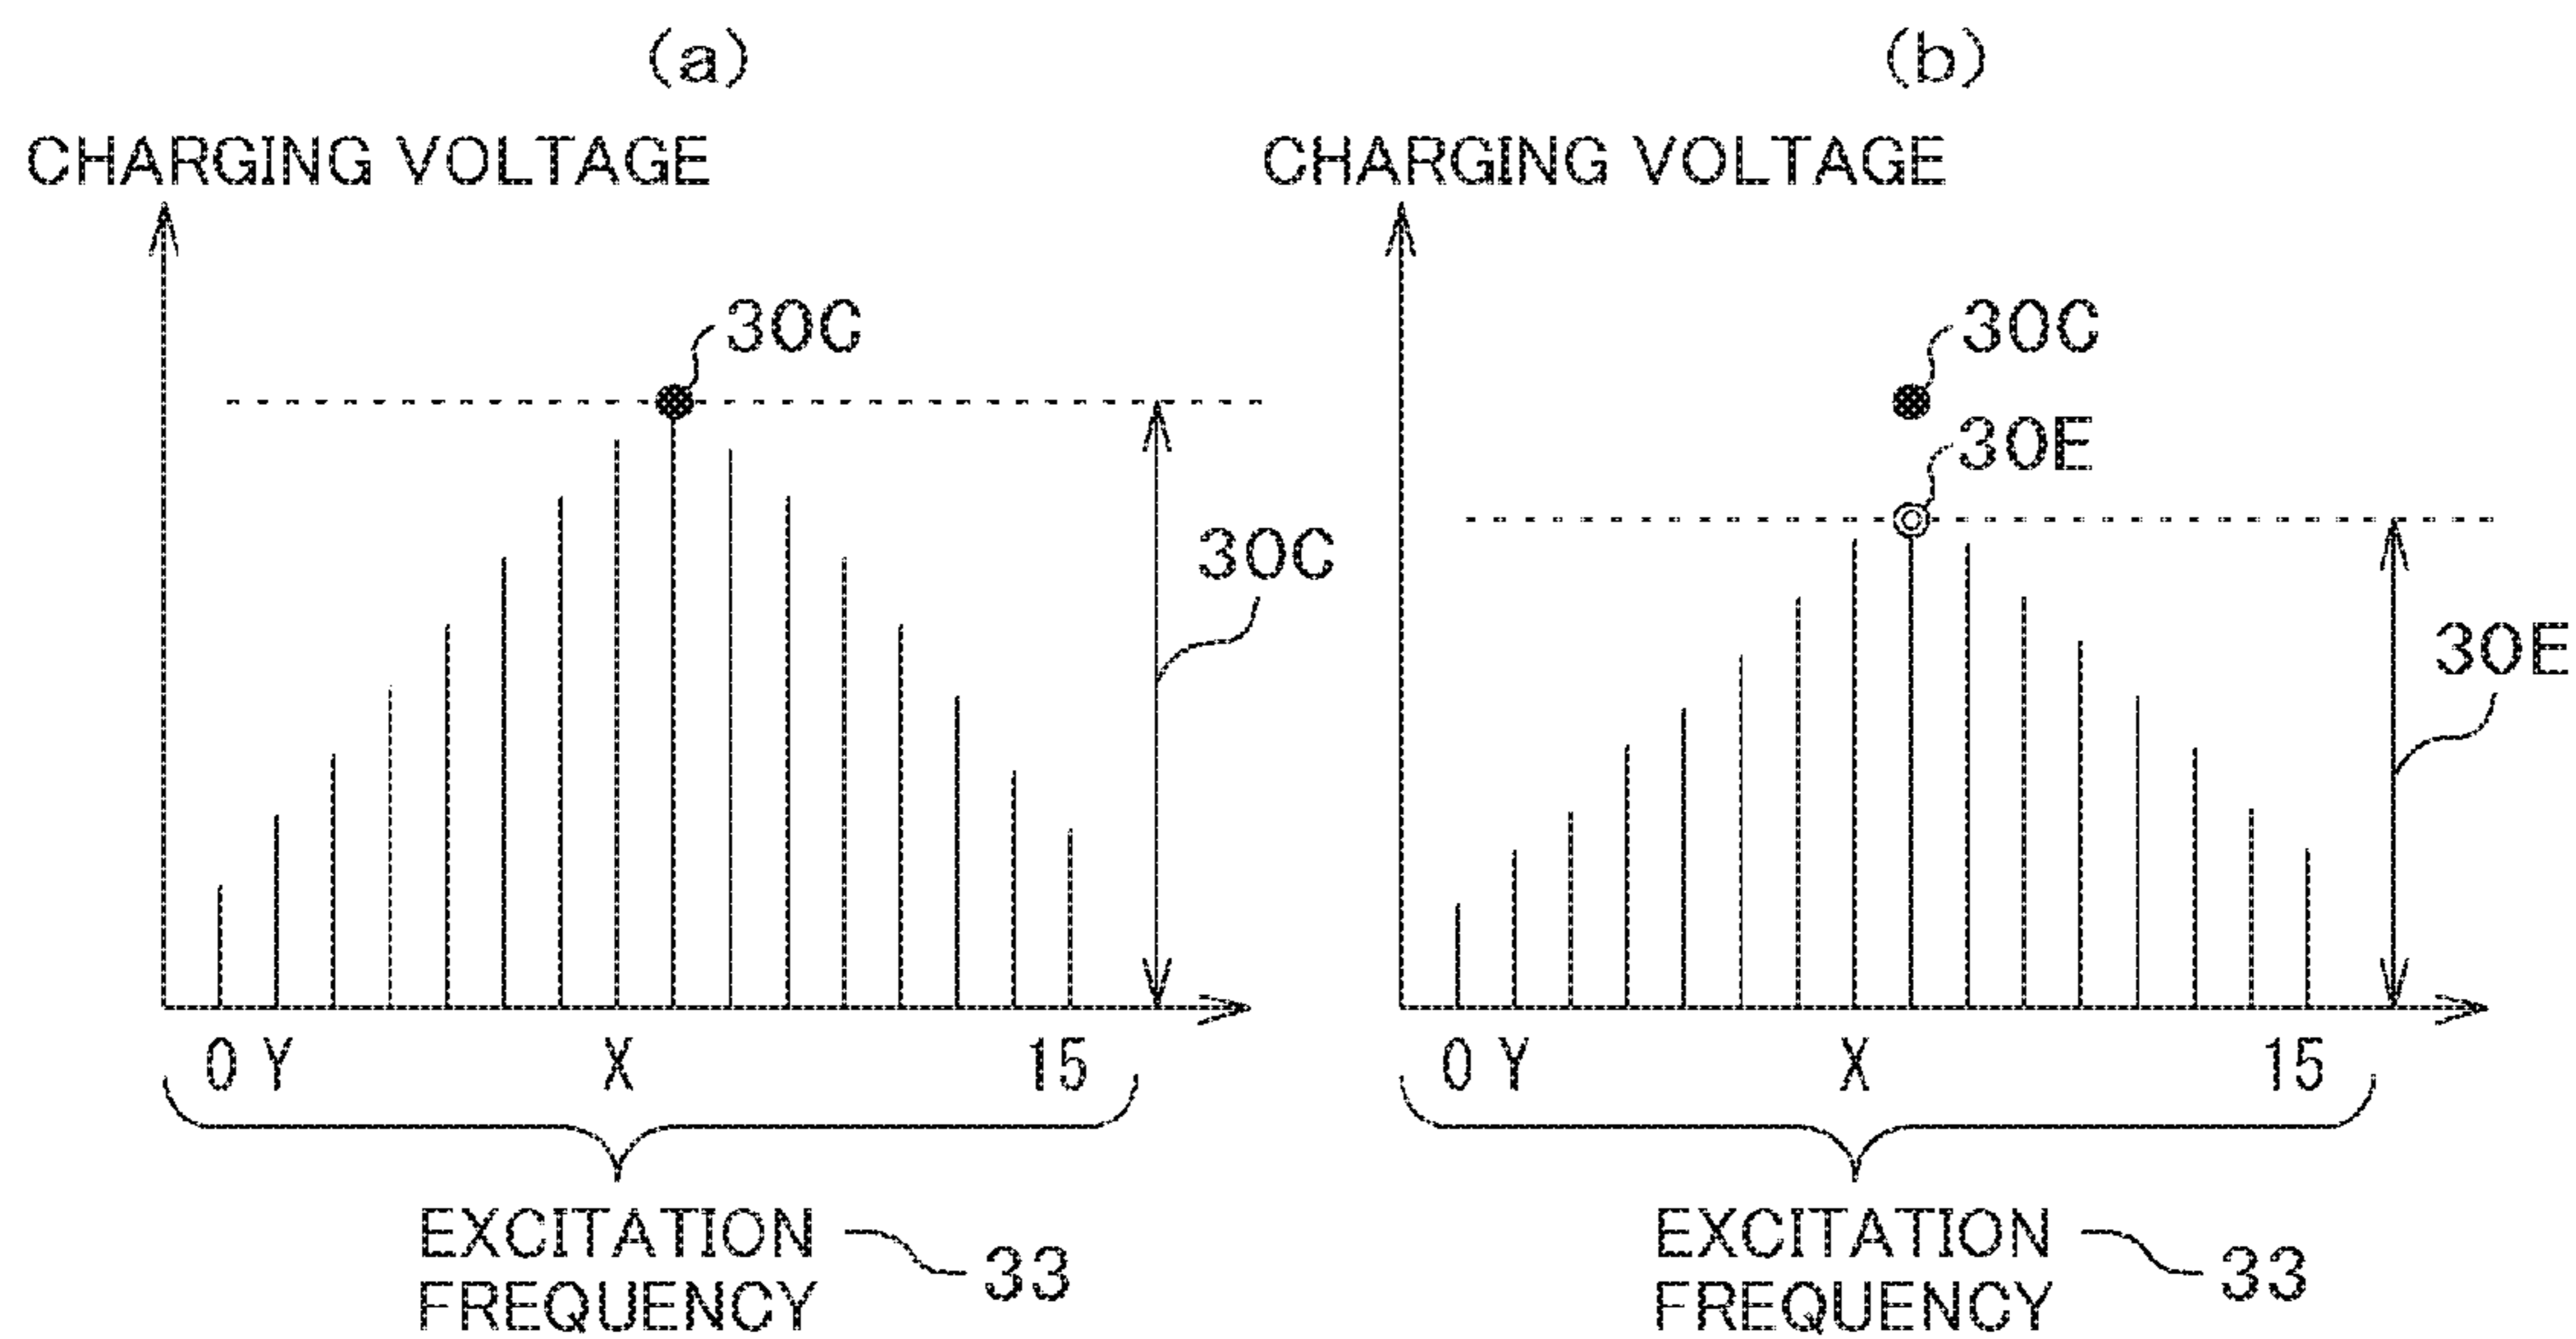 (a)
CHARGING VOLTAGE
30C
30C
0 Y X 15
EXCITATION
FREQUENCY
33
(b)
CHARGING VOLTAGE
30C
30E
30E
0 Y X 15
EXCITATION
FREQUENCY
33